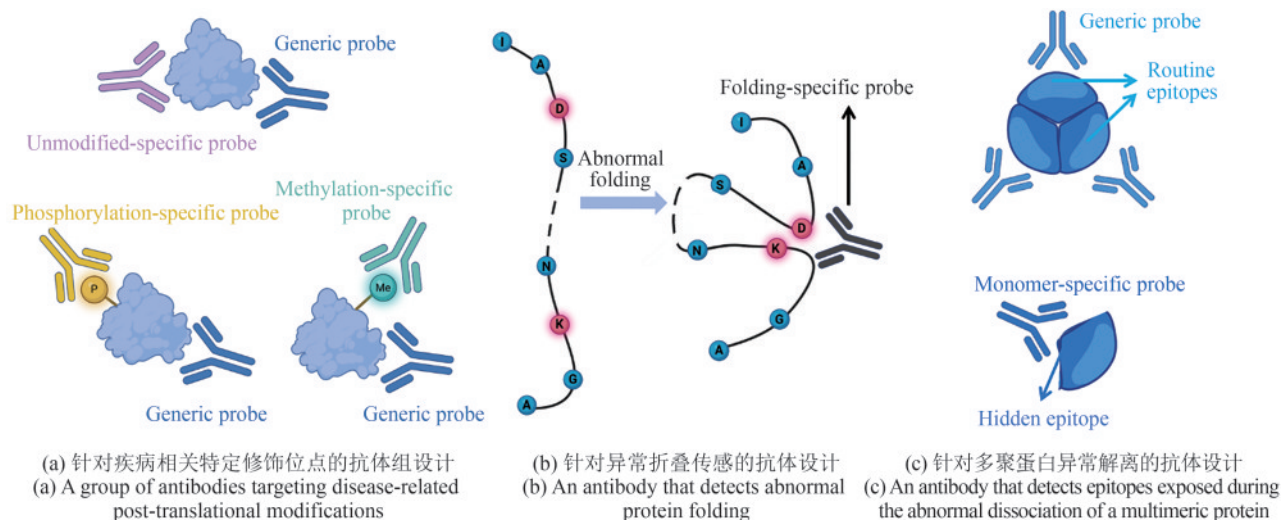 Generic probe
Unmodified-specific probe
Methylation-specific
probe
Phosphorylation-specific probe
P
Me
Generic probe
Generic probe
(a) 针对疾病相关特定修饰位点的抗体组设计
(a) A group of antibodies targeting disease-related
post-translational modifications
I
A
D
S
N
K
G
A
Abnormal
folding
Folding-specific probe
I
A
S
D
N
K
G
A
(b) 针对异常折叠传感的抗体设计
(b) An antibody that detects abnormal
protein folding
Generic probe
Routine
epitopes
Monomer-specific probe
Hidden epitope
(c) 针对多聚蛋白异常解离的抗体设计
(c) An antibody that detects epitopes exposed during
the abnormal dissociation of a multimeric protein